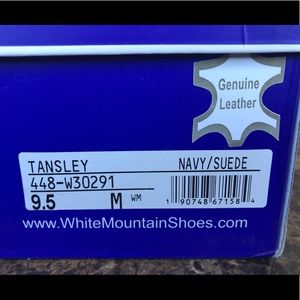 Genuine
Leather
TANSLEY NAVY/SUEDE
448-W30291
9.5 M WM
1 90748 67158 4
www.WhiteMountainShoes.com